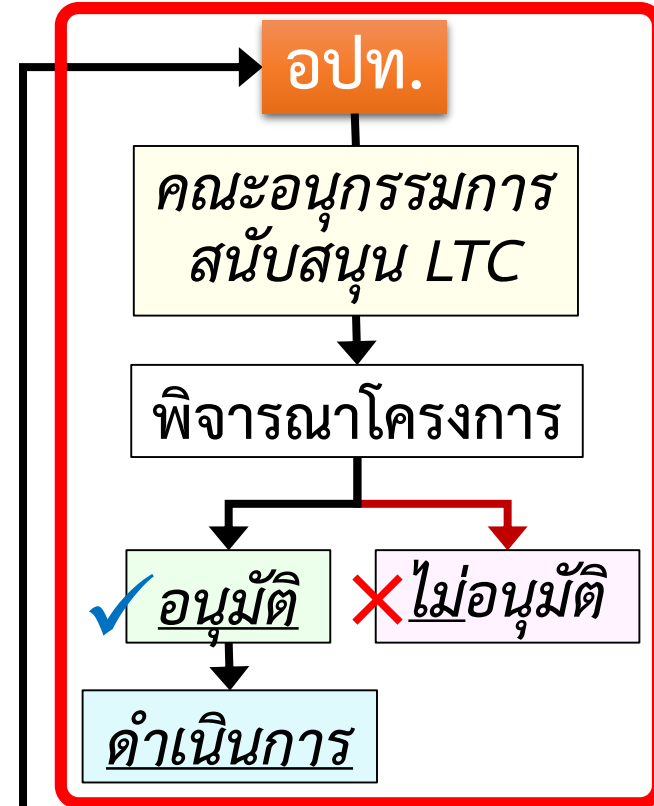 อปท.
คณะอนุกรรมการ
สนับสนุน LTC
พิจารณาโครงการ
อนุมัติ
ไม่อนุมัติ
ดำเนินการ